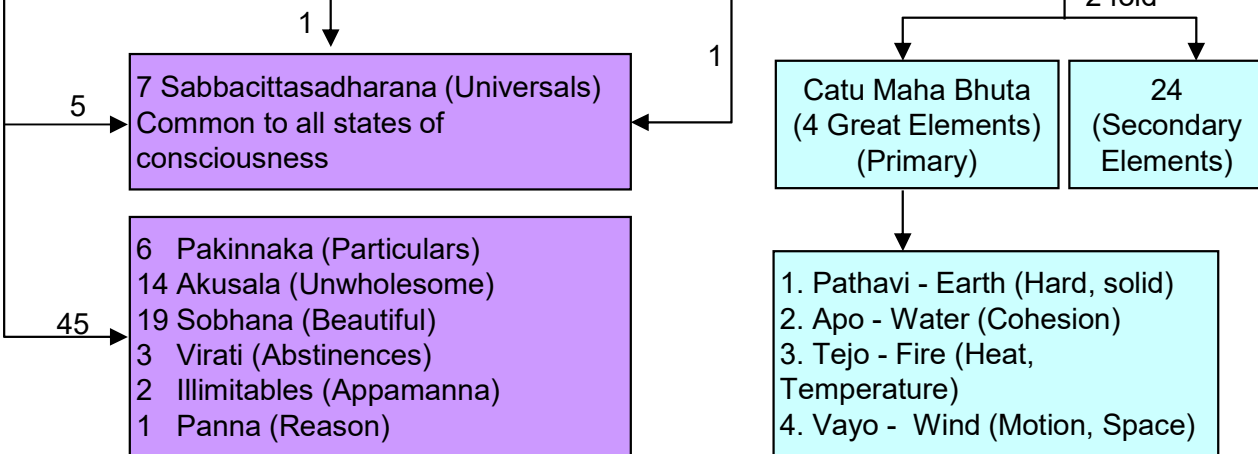 2 fold
1
1
7 Sabbacittasadharana (Universals)
Common to all states of
consciousness
5
Catu Maha Bhuta
(4 Great Elements)
(Primary)
24
(Secondary
Elements)
6 Pakinnaka (Particulars)
14 Akusala (Unwholesome)
19 Sobhana (Beautiful)
3 Virati (Abstinences)
2 Illimitables (Appamanna)
1 Panna (Reason)
45
1. Pathavi - Earth (Hard, solid)
2. Apo - Water (Cohesion)
3. Tejo - Fire (Heat,
Temperature)
4. Vayo - Wind (Motion, Space)